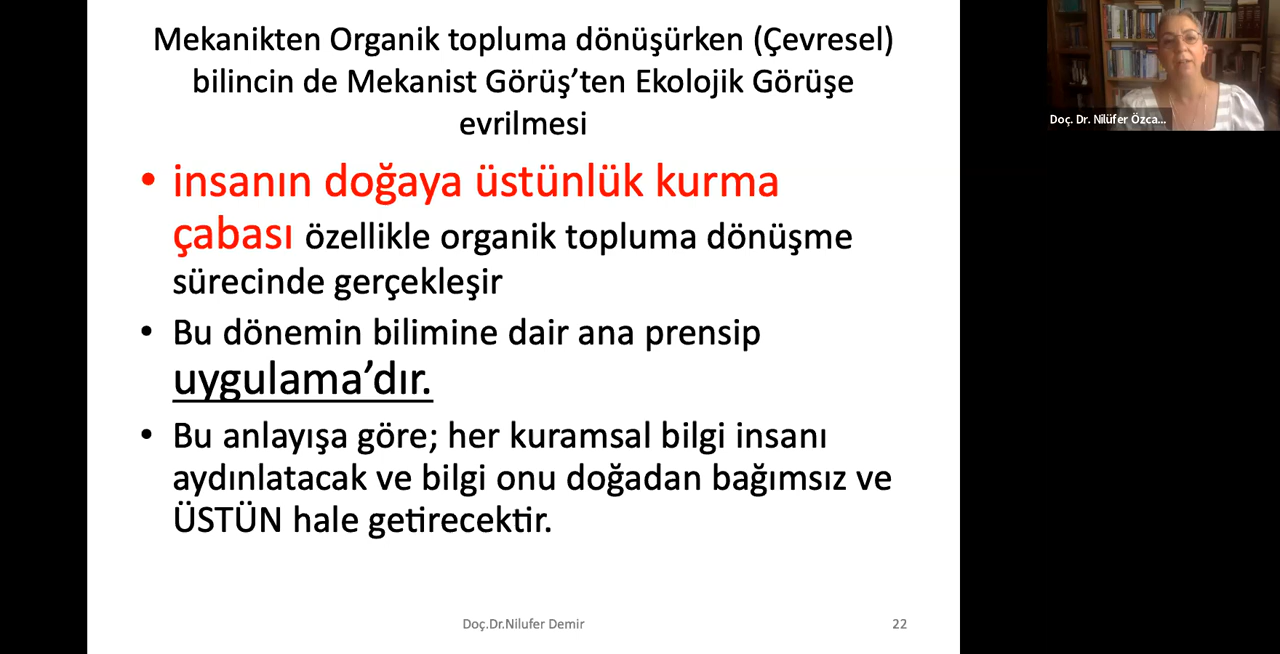 Mekanikten Organik topluma dönüşürken (Çevresel)
bilincin de Mekanist Görüş’ten Ekolojik Görüşe
evrilmesi
• insanın doğaya üstünlük kurma
çabası özellikle organik topluma dönüşme
sürecinde gerçekleşir
• Bu dönemin bilimine dair ana prensip
uygulama’dır.
• Bu anlayışa göre; her kuramsal bilgi insanı
aydınlatacak ve bilgi onu doğadan bağımsız ve
ÜSTÜN hale getirecektir.
Doç.Dr.Nilufer Demir
22
Doç. Dr. Nilüfer Özca...